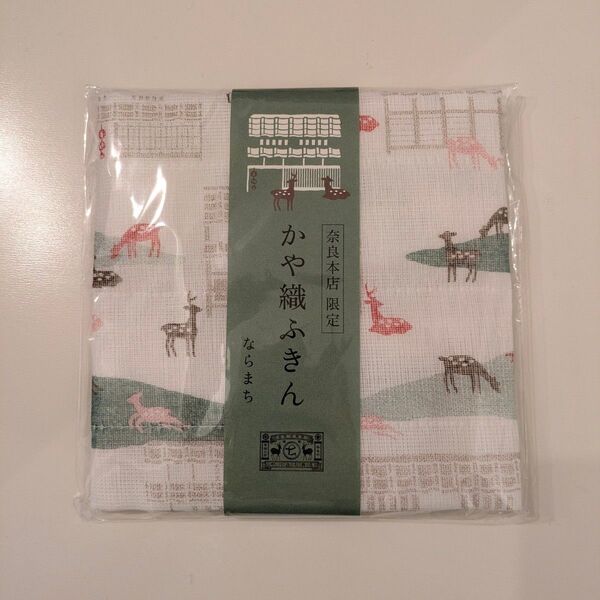 奈良本店 限定
かや織ふきん
ならまち